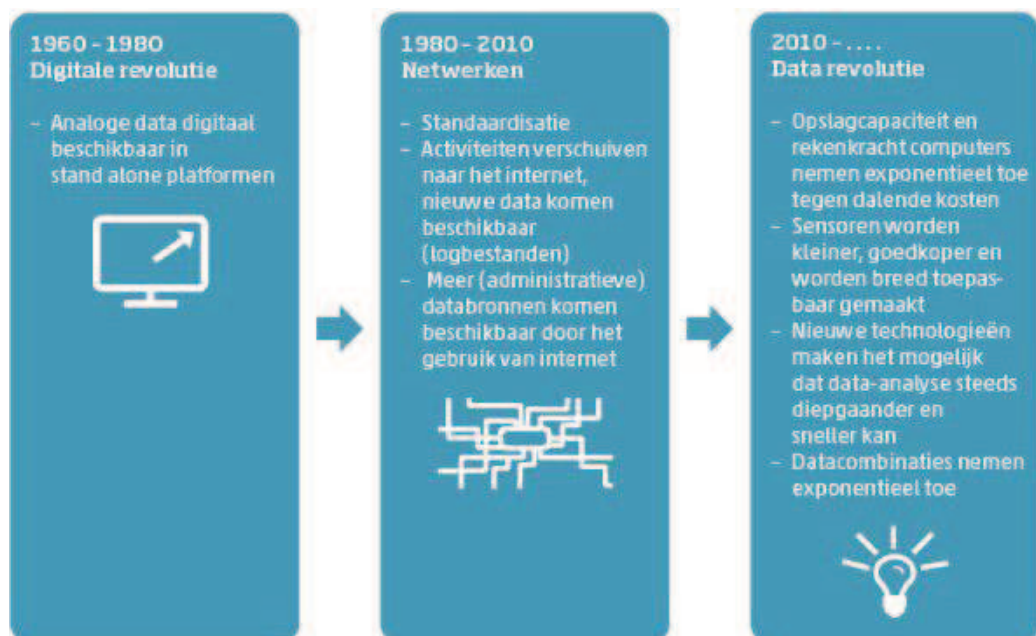 1960 - 1980
Digitale revolutie
- Analoge data digitaal
beschikbaar in
stand alone platformen
1980 - 2010
Netwerken
- Standaardisatie
- Activiteiten verschuiven
naar het internet,
nieuwe data komen
beschikbaar
(logbestanden)
- Meer (administratieve)
databronnen komen
beschikbaar door het
gebruik van internet
2010 - ....
Data revolutie
- Opslagcapaciteit en
rekenkracht computers
nemen exponentieel toe
tegen dalende kosten
- Sensoren worden
kleiner, goedkoper en
worden breed toepas-
baar gemaakt
- Nieuwe technologieën
maken het mogelijk
dat data-analyse steeds
diepgaander en
sneller kan
- Datacombinaties nemen
exponentieel toe